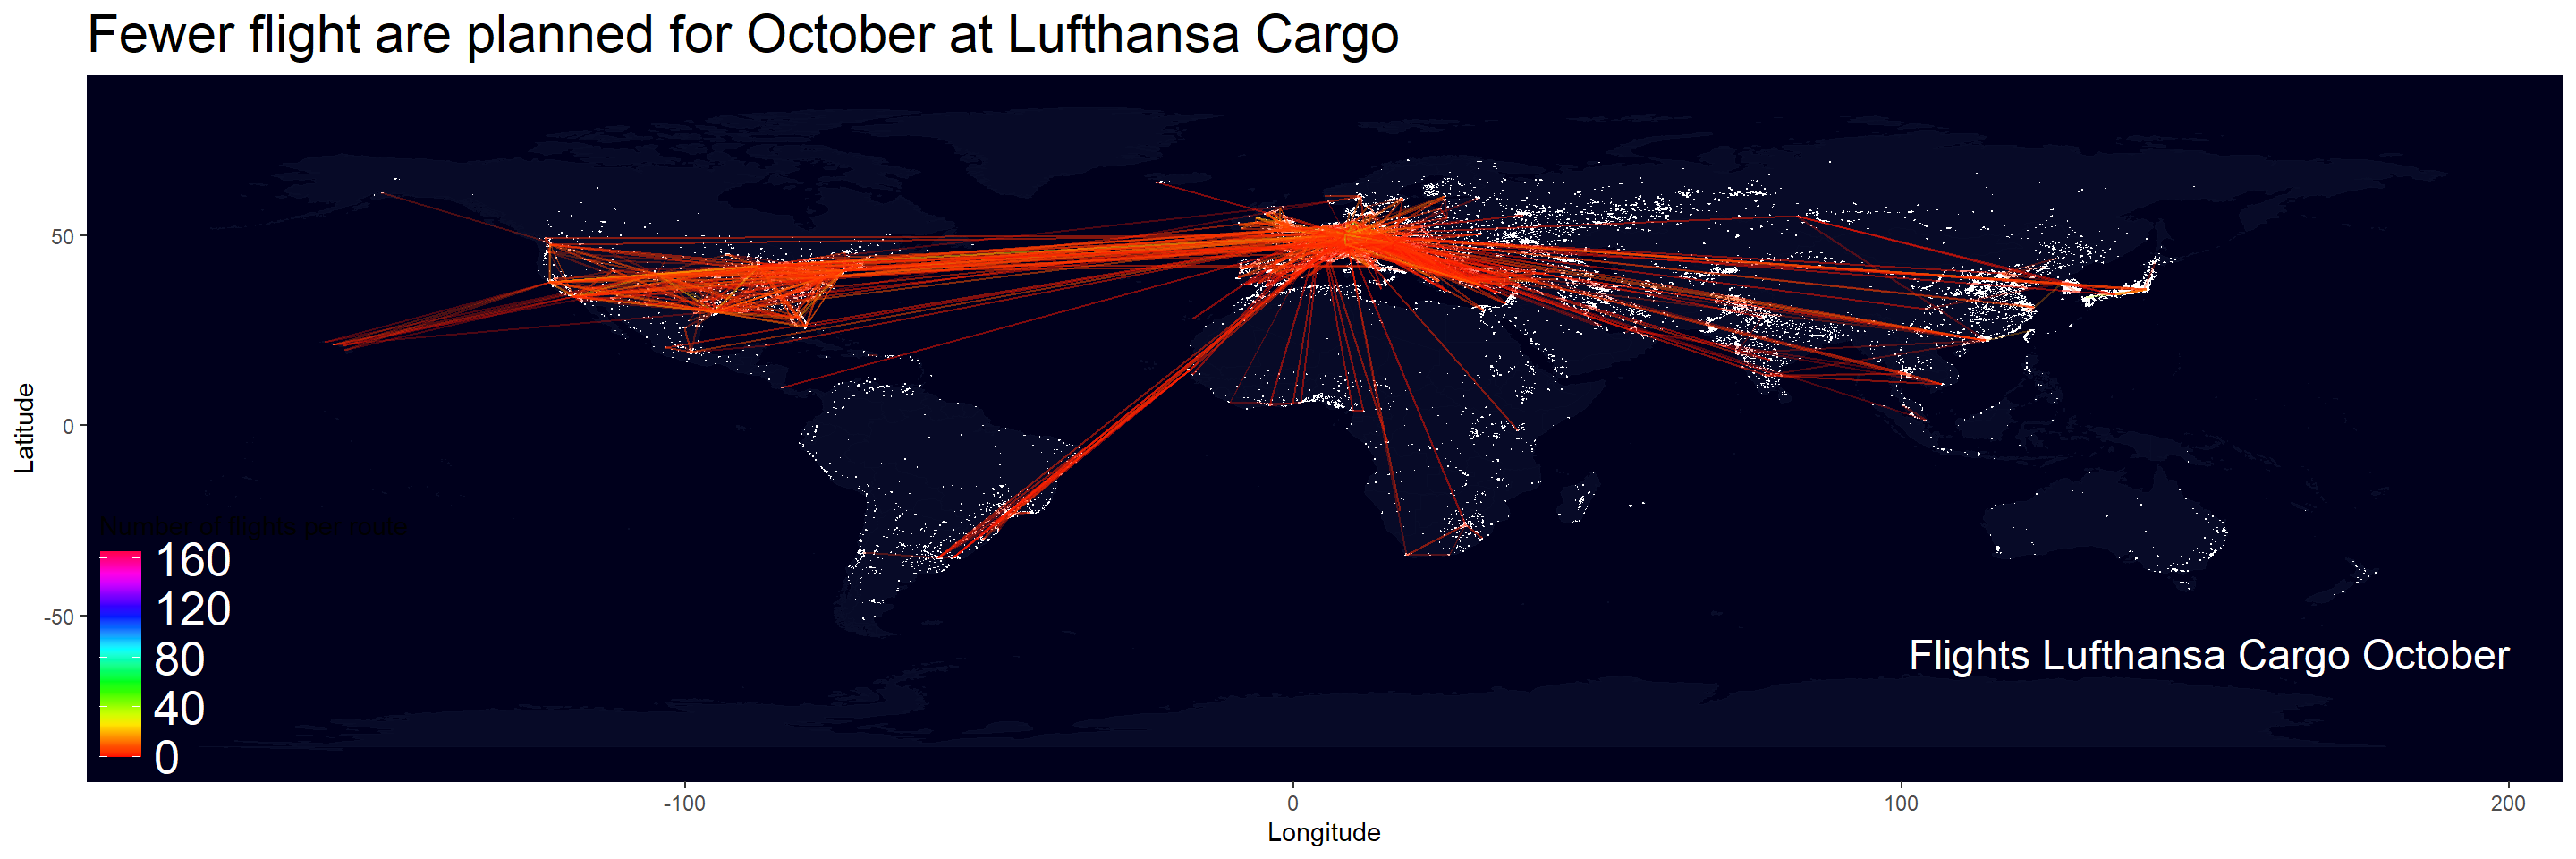 Fewer flight are planned for October at Lufthansa Cargo
Latitude
50
0
-50
Number of flights per route
160
120
80
40
0
Flights Lufthansa Cargo October
-100
0
100
200
Longitude